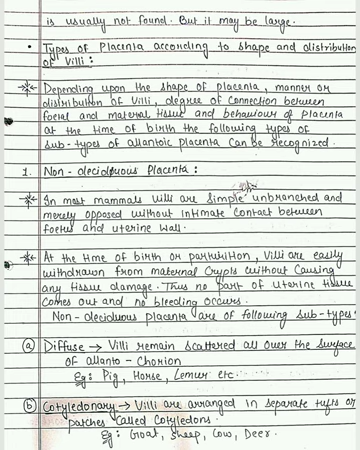 is usually not found. But it may be large.
• Types of Placenta according to shape and distribution
of Villi:
Depending upon the shape of placenta, manner or
distribution of Villi, degree of connection between
foetal and maternal tissue and behaviour of placenta
at the time of birth the following types of
sub-types of allantoic placenta can be recognized.
1. Non-deciduous Placenta:
In most mammals villi are simple unbranched and
merely opposed without intimate contact between
foetus and uterine wall.
At the time of birth or parturition, Villi are easily
withdrawn from maternal crypts without causing
any tissue damage. Thus no part of uterine tissue
comes out and no bleeding occurs.
Non-deciduous placenta are of following sub-types
(a) Diffuse → Villi remain scattered all over the surface
of allanto-chorion
Eg: Pig, Horse, Lemur etc.
(b) Cotyledonary → Villi are arranged in separate tufts or
patches called Cotyledons.
Eg: Goat, Sheep, Cow, Deer.